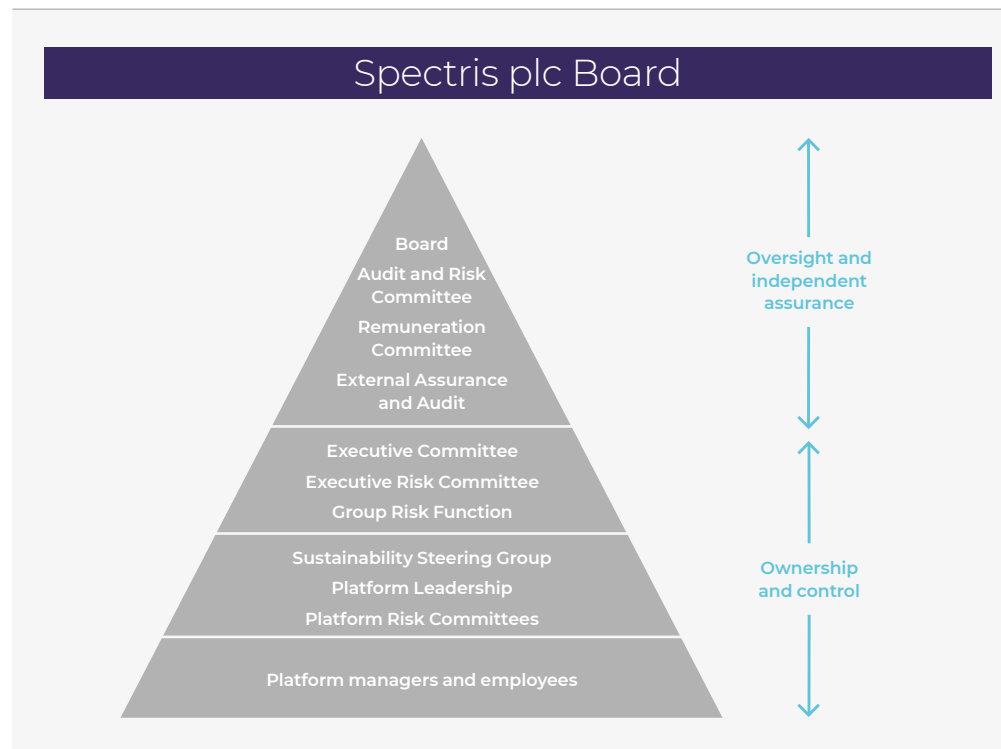 Spectris plc Board
Board
Audit and Risk
Committee
Remuneration
Committee
External Assurance
and Audit
Executive Committee
Executive Risk Committee
Group Risk Function
Sustainability Steering Group
Platform Leadership
Platform Risk Committees
Platform managers and employees
Oversight and
independent
assurance
Ownership
and control